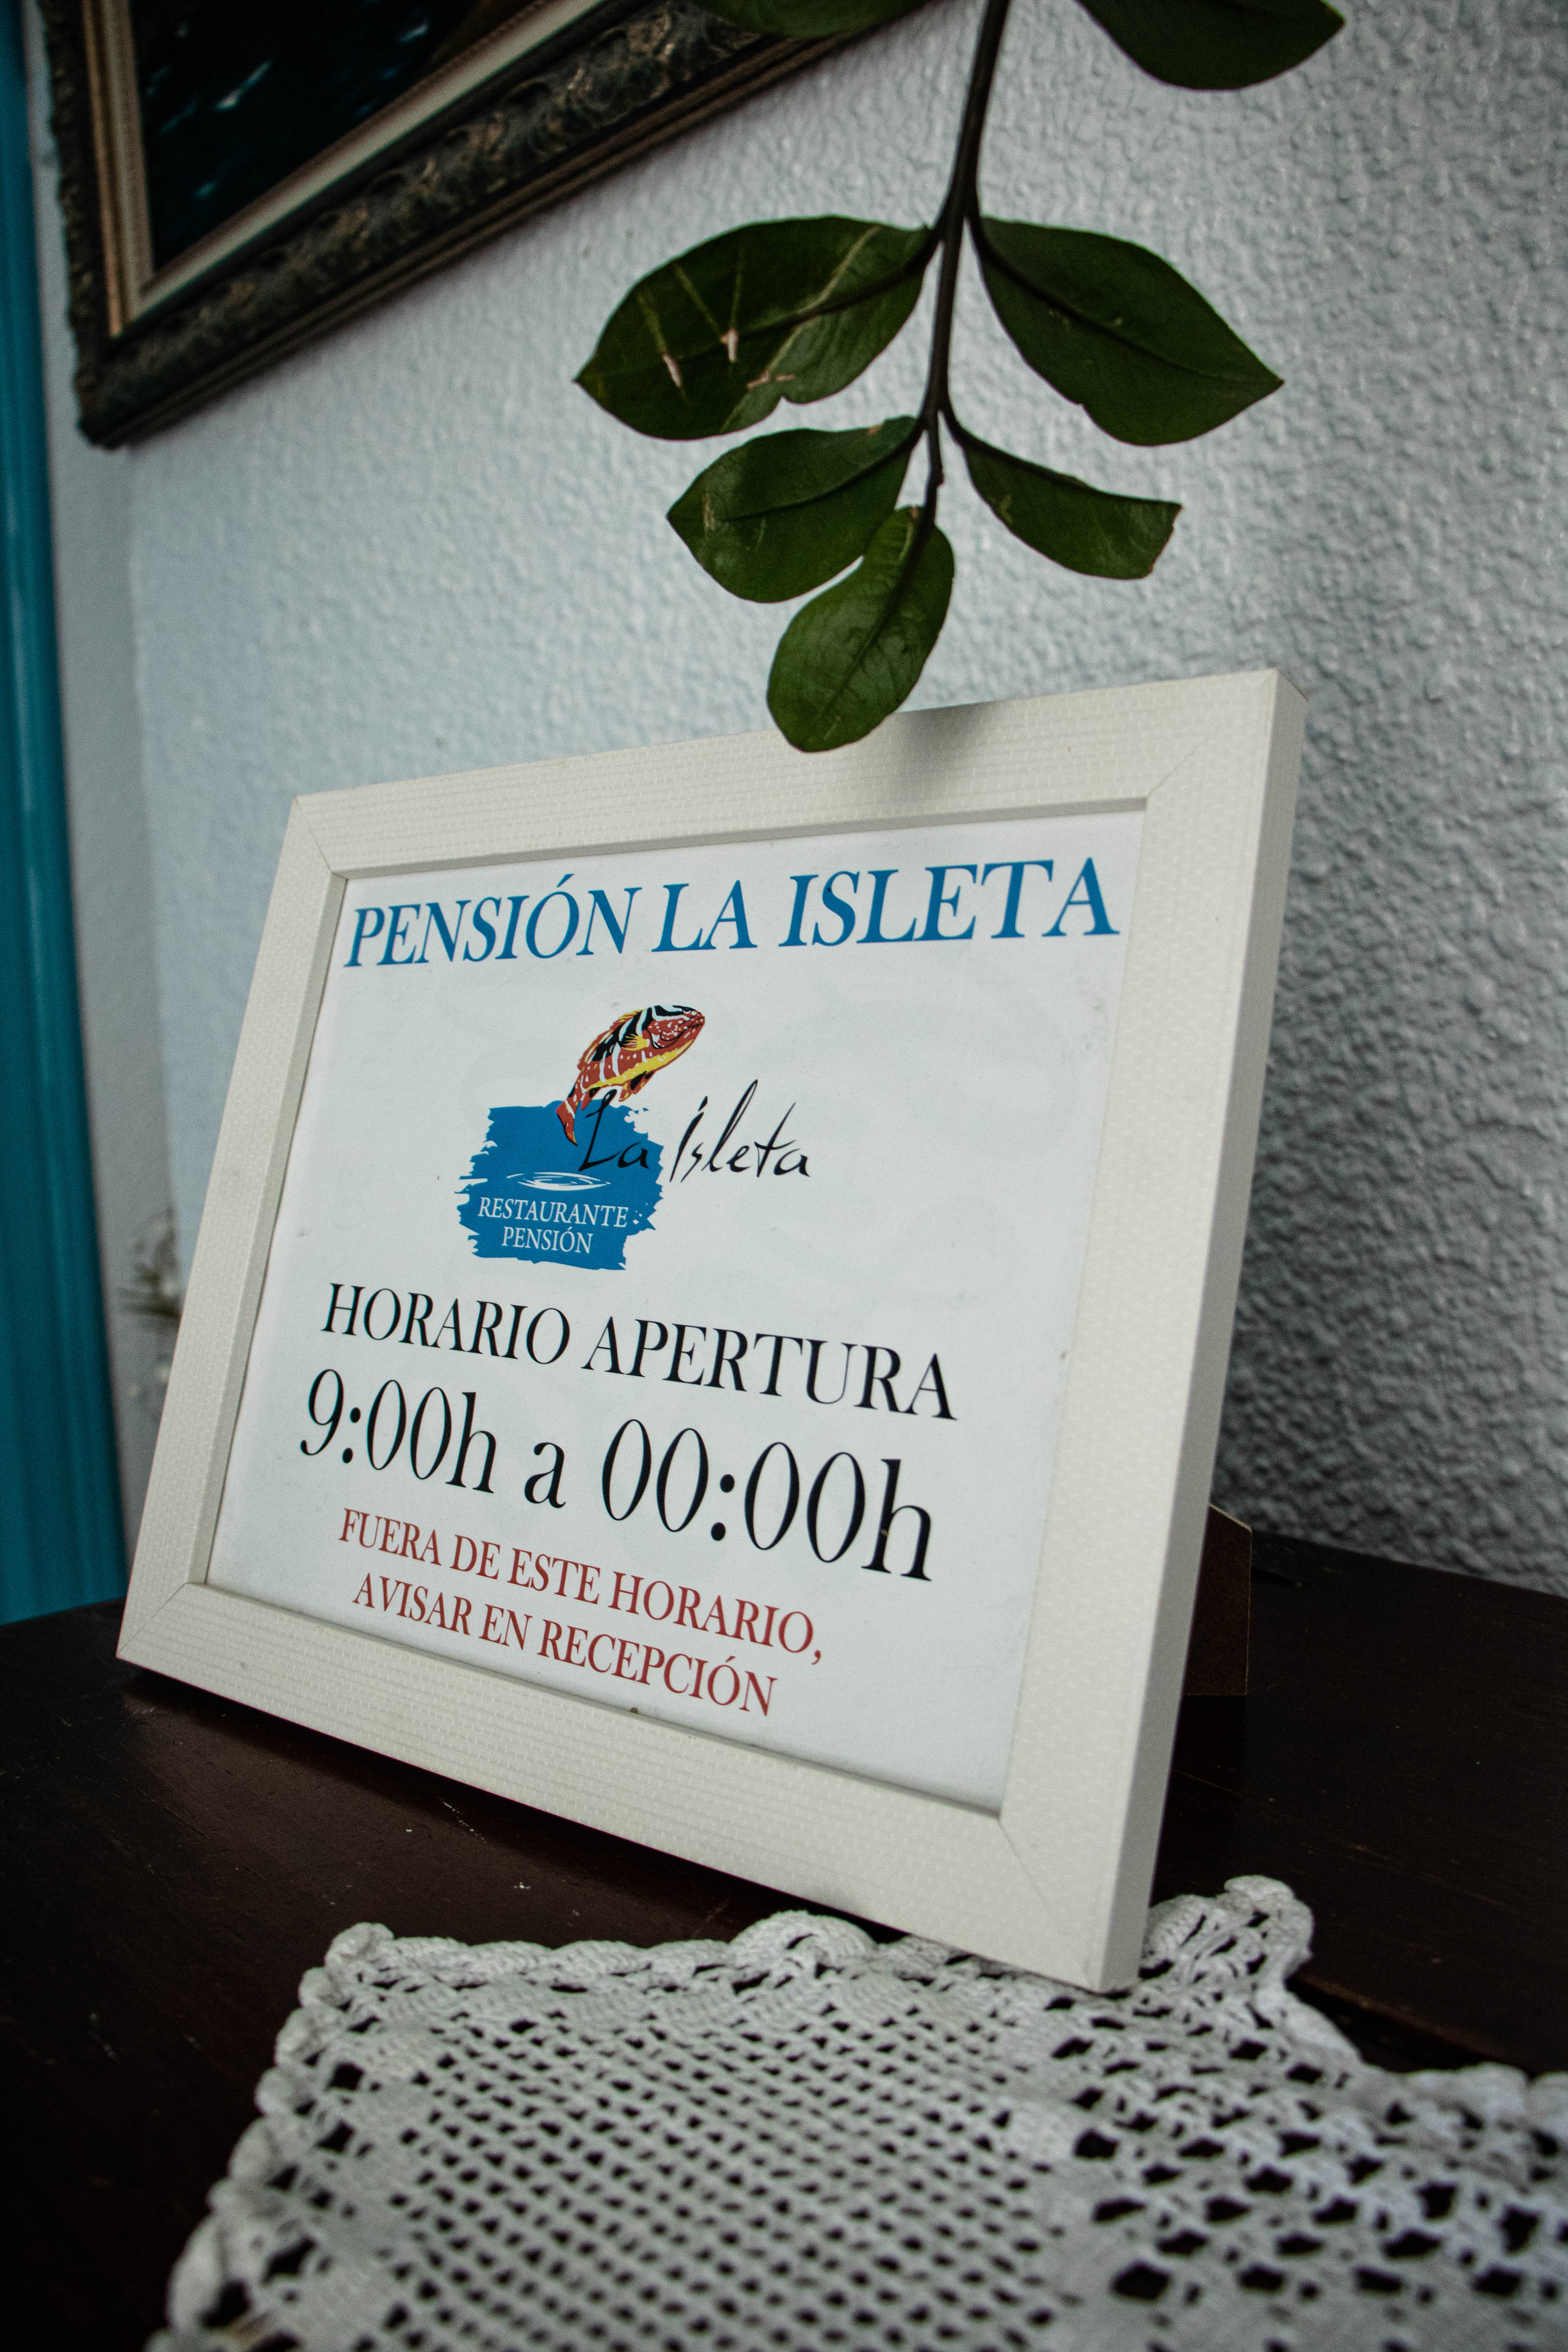 PENSIÓN LA ISLETA
La Isleta
RESTAURANTE
PENSIÓN
HORARIO APERTURA
9:00h a 00:00h
FUERA DE ESTE HORARIO,
AVISAR EN RECEPCIÓN